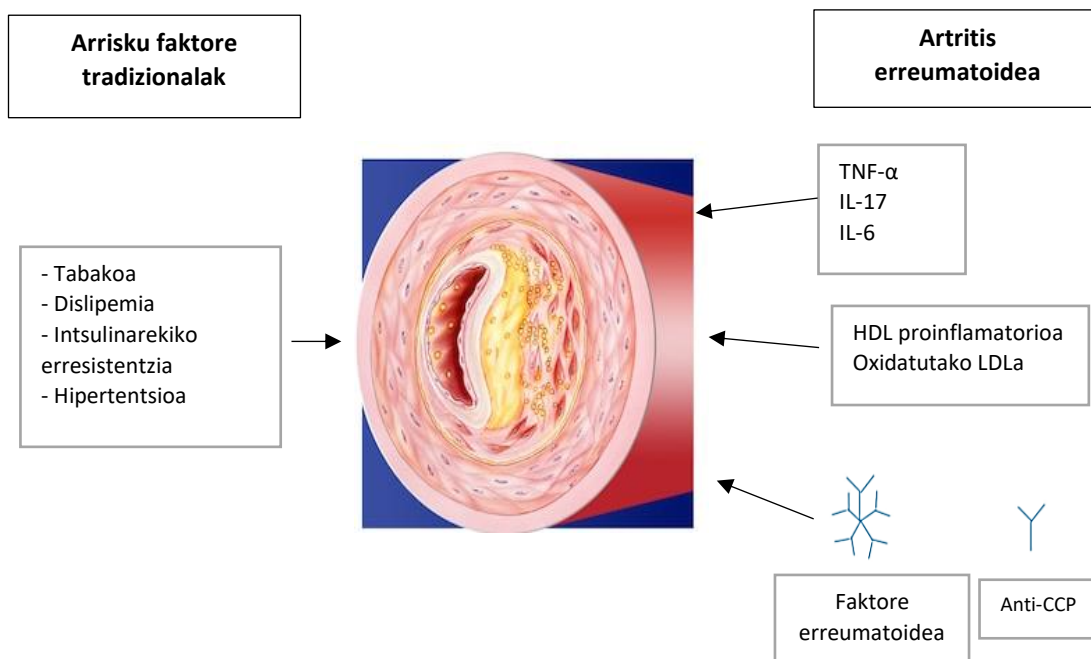 Arrisku faktore
tradizionalak
Artritis
erreumatoidea
- Tabakoa
- Dislipemia
- Intsulinarekiko
erresistentzia
- Hipertentsioa
TNF-α
IL-17
IL-6
HDL proinflamatorioa
Oxidatutako LDLa
Faktore
erreumatoidea
Anti-CCP